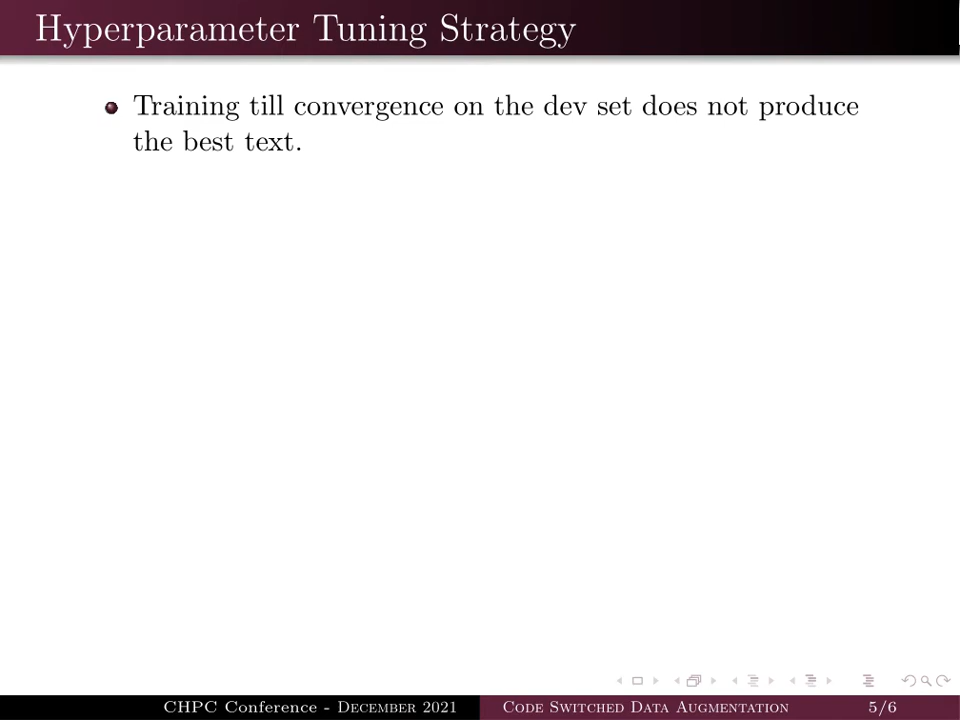 Hyperparameter Tuning Strategy
Training till convergence on the dev set does not produce
the best text.
CHPC Conference - December 2021 Code Switched Data Augmentation 5/6